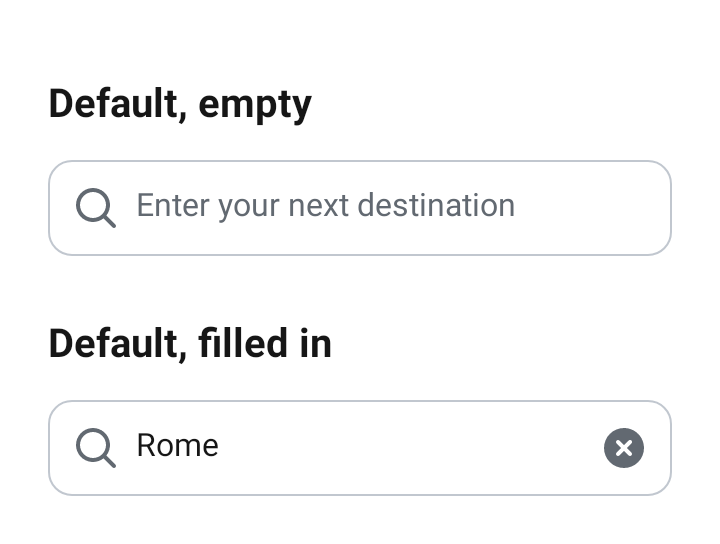 Default, empty
Enter your next destination
Default, filled in
Rome